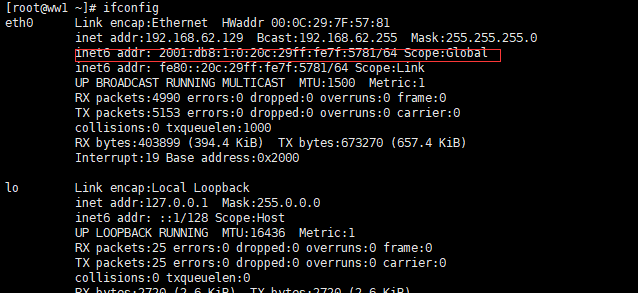 [root@ww1 ~]# ifconfig
eth0 Link encap:Ethernet HWaddr 00:0C:29:7F:57:81
inet addr:192.168.62.129 Bcast:192.168.62.255 Mask:255.255.255.0
inet6 addr: 2001:db8:1:0:20c:29ff:fe7f:5781/64 Scope:Global
inet6 addr: fe80::20c:29ff:fe7f:5781/64 Scope:Link
UP BROADCAST RUNNING MULTICAST MTU:1500 Metric:1
RX packets:4990 errors:0 dropped:0 overruns:0 frame:0
TX packets:5153 errors:0 dropped:0 overruns:0 carrier:0
collisions:0 txqueuelen:1000
RX bytes:403899 (394.4 KiB) TX bytes:673270 (657.4 KiB)
Interrupt:19 Base address:0x2000
lo Link encap:Local Loopback
inet addr:127.0.0.1 Mask:255.0.0.0
inet6 addr: ::1/128 Scope:Host
UP LOOPBACK RUNNING MTU:16436 Metric:1
RX packets:25 errors:0 dropped:0 overruns:0 frame:0
TX packets:25 errors:0 dropped:0 overruns:0 carrier:0
collisions:0 txqueuelen:0
RX bytes:2720 (2.6 KiB) TX bytes:2720 (2.6 KiB)